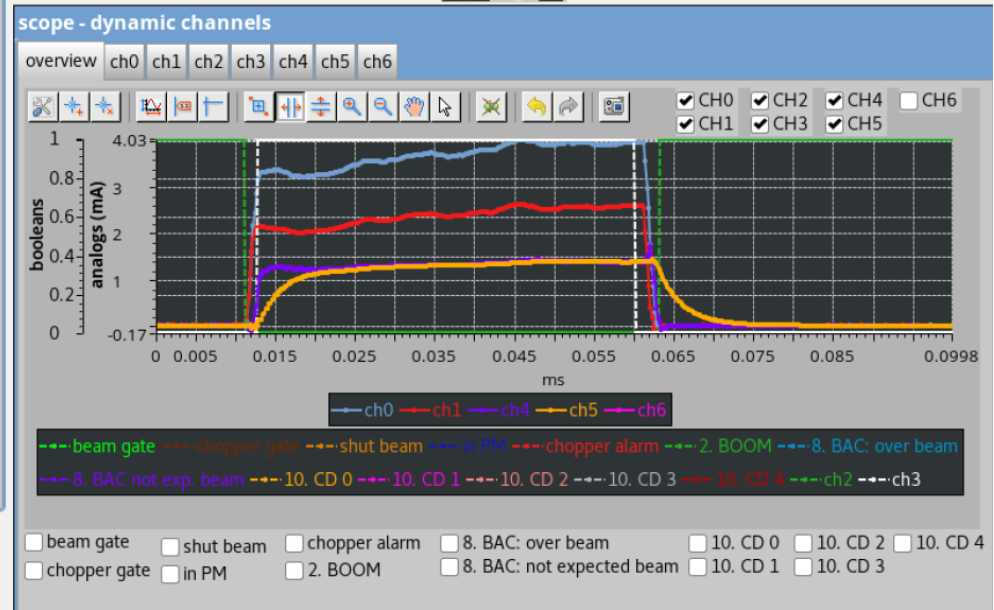 scope - dynamic channels
overview ch0 ch1 ch2 ch3 ch4 ch5 ch6
CH0 CH2 CH4 CH6
CH1 CH3 CH5
1 4.03
0.8
3
0.6
2
0.4
1
0.2
0 -0.17
booleans
analogs (mA)
0 0.005 0.015 0.025 0.035 0.045 0.055 0.065 0.075 0.085 0.0998
ms
ch0 ch1 ch4 ch5 ch6
beam gate chopper gate shut beam in PM chopper alarm 2. BOOM 8. BAC: over beam
8. BAC not exp. beam 10. CD 0 10. CD 1 10. CD 2 10. CD 3 10. CD 4 ch2 ch3
beam gate shut beam chopper alarm 8. BAC: over beam 10. CD 0 10. CD 2 10. CD 4
chopper gate in PM 2. BOOM 8. BAC: not expected beam 10. CD 1 10. CD 3